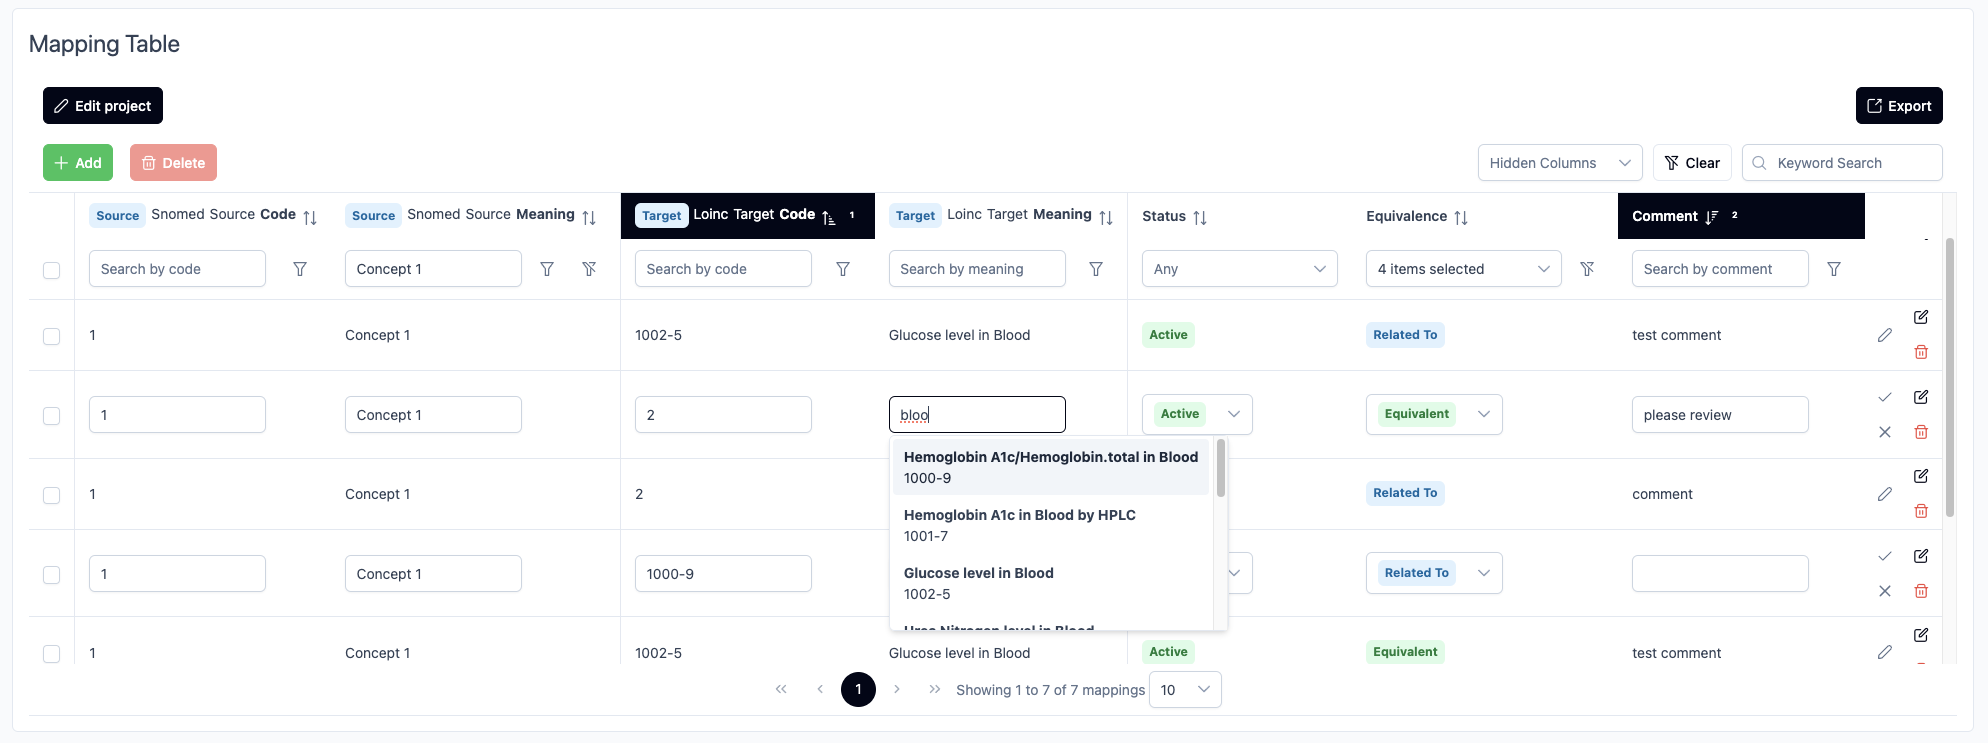 Mapping Table
Edit project
Export
Add
Delete
Hidden Columns
Clear
Keyword Search
Source Snomed Source Code
Source Snomed Source Meaning
Target Loinc Target Code 1
Target Loinc Target Meaning
Status
Equivalence
Comment 2
Search by code
Concept 1
Search by code
Search by meaning
Any
4 items selected
Search by comment
1
Concept 1
1002-5
Glucose level in Blood
Active
Related To
test comment
1
Concept 1
2
bloo
Active
Equivalent
please review
Hemoglobin A1c/Hemoglobin.total in Blood
1000-9
Hemoglobin A1c in Blood by HPLC
1001-7
Glucose level in Blood
1002-5
Urea Nitrogen level in Blood
1
Concept 1
2
Related To
comment
1
Concept 1
1000-9
Related To
1
Concept 1
1002-5
Glucose level in Blood
Active
Equivalent
test comment
1
Showing 1 to 7 of 7 mappings
10